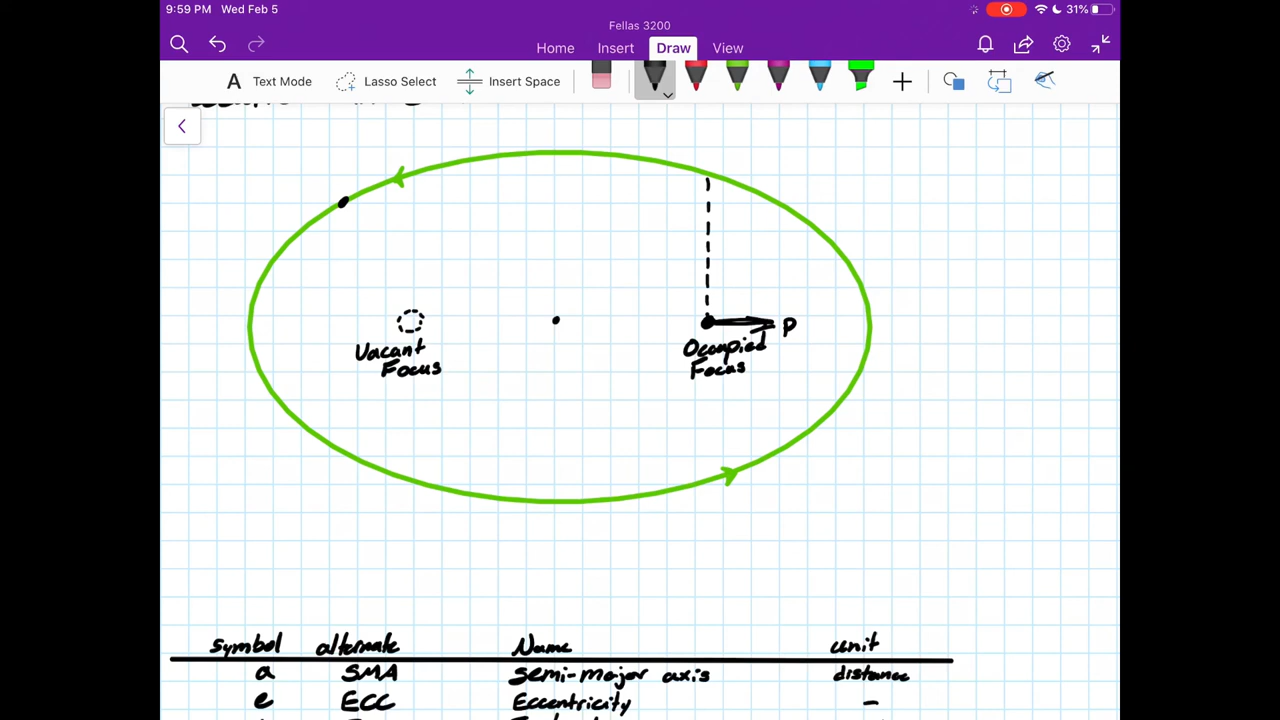 9:59 PM Wed Feb 5
31%
Fellas 3200
Home Insert Draw View
A Text Mode Lasso Select Insert Space
P
Vacant
Focus
Occupied
Focus
symbol alternate Name unit
a SMA semi-major axis distance
e ECC Eccentricity -